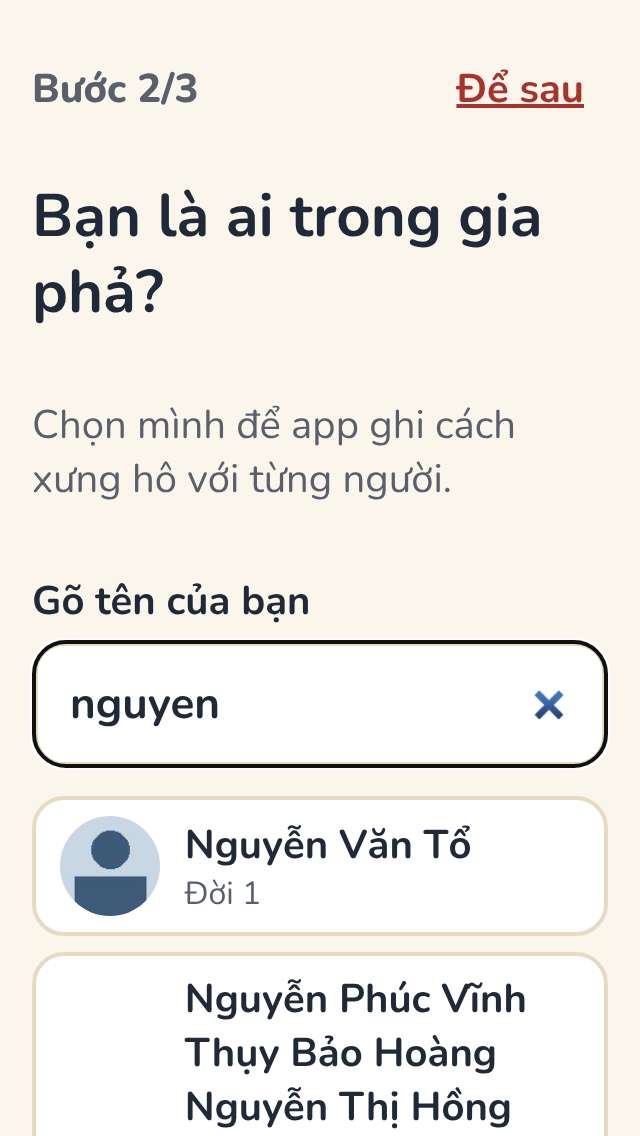 Bước 2/3
Để sau
Bạn là ai trong gia
phả?
Chọn mình để app ghi cách
xưng hô với từng người.
Gõ tên của bạn
nguyen
Nguyễn Văn Tổ
Đời 1
Nguyễn Phúc Vĩnh
Thụy Bảo Hoàng
Nguyễn Thị Hồng